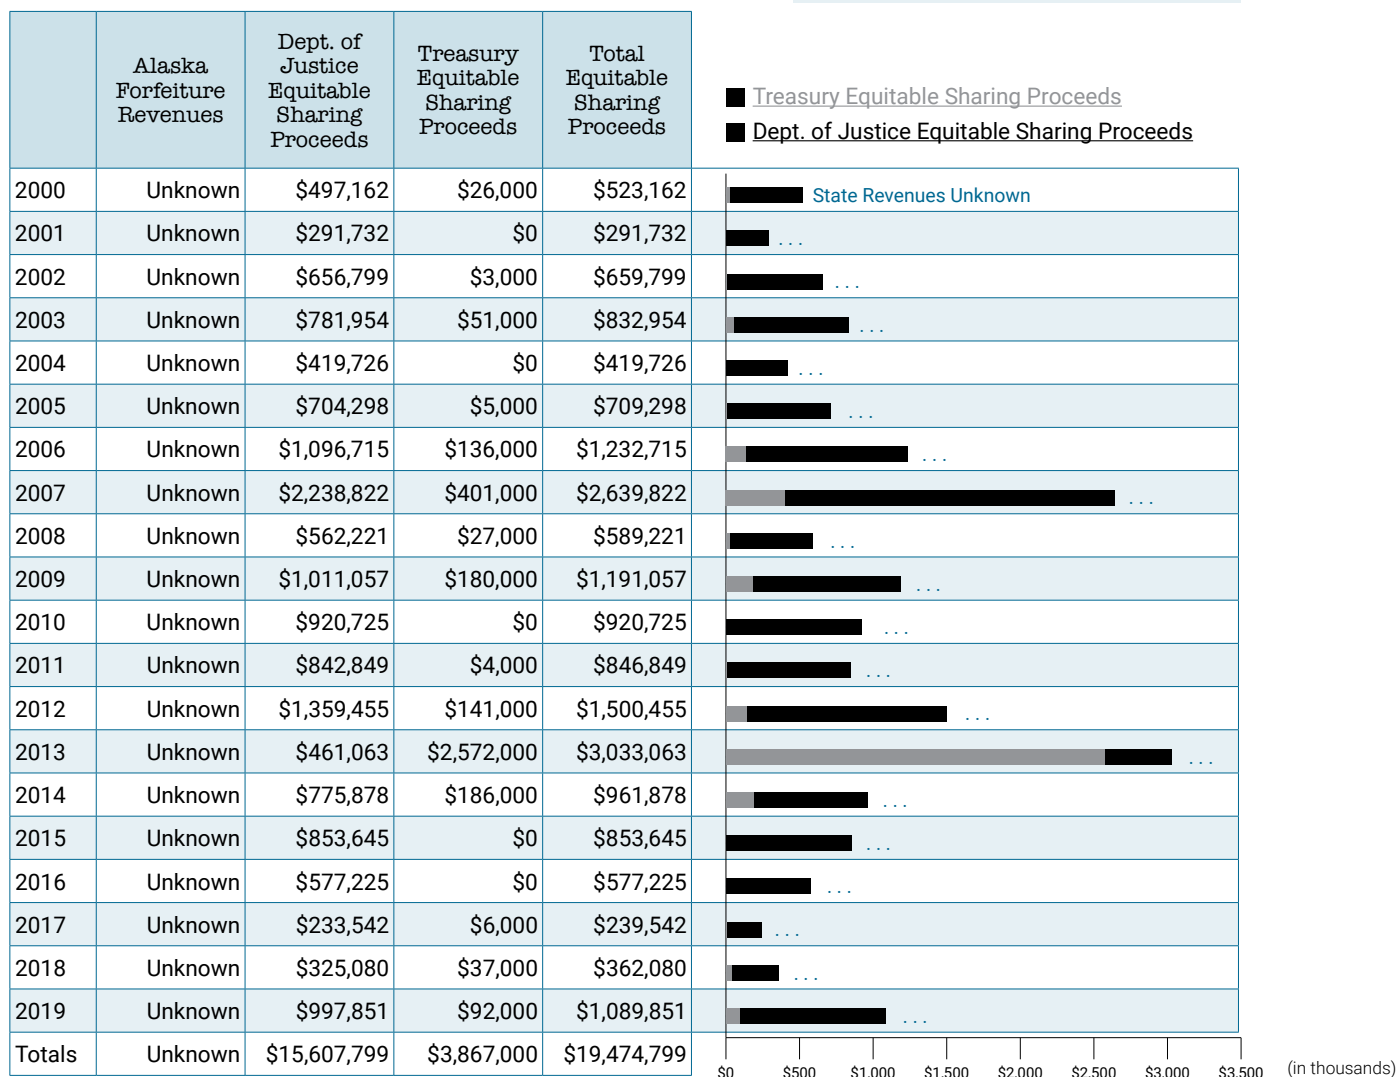 Alaska
Forfeiture
Revenues
Dept. of
Justice
Equitable
Sharing
Proceeds
Treasury
Equitable
Sharing
Proceeds
Total
Equitable
Sharing
Proceeds
Treasury Equitable Sharing Proceeds
Dept. of Justice Equitable Sharing Proceeds
2000 Unknown $497,162 $26,000 $523,162 State Revenues Unknown
2001 Unknown $291,732 $0 $291,732 ...
2002 Unknown $656,799 $3,000 $659,799 ...
2003 Unknown $781,954 $51,000 $832,954 ...
2004 Unknown $419,726 $0 $419,726 ...
2005 Unknown $704,298 $5,000 $709,298 ...
2006 Unknown $1,096,715 $136,000 $1,232,715 ...
2007 Unknown $2,238,822 $401,000 $2,639,822 ...
2008 Unknown $562,221 $27,000 $589,221 ...
2009 Unknown $1,011,057 $180,000 $1,191,057 ...
2010 Unknown $920,725 $0 $920,725 ...
2011 Unknown $842,849 $4,000 $846,849 ...
2012 Unknown $1,359,455 $141,000 $1,500,455 ...
2013 Unknown $461,063 $2,572,000 $3,033,063 ...
2014 Unknown $775,878 $186,000 $961,878 ...
2015 Unknown $853,645 $0 $853,645 ...
2016 Unknown $577,225 $0 $577,225 ...
2017 Unknown $233,542 $6,000 $239,542 ...
2018 Unknown $325,080 $37,000 $362,080 ...
2019 Unknown $997,851 $92,000 $1,089,851 ...
Totals Unknown $15,607,799 $3,867,000 $19,474,799
$0 $500 $1,000 $1,500 $2,000 $2,500 $3,000 $3,500 (in thousands)